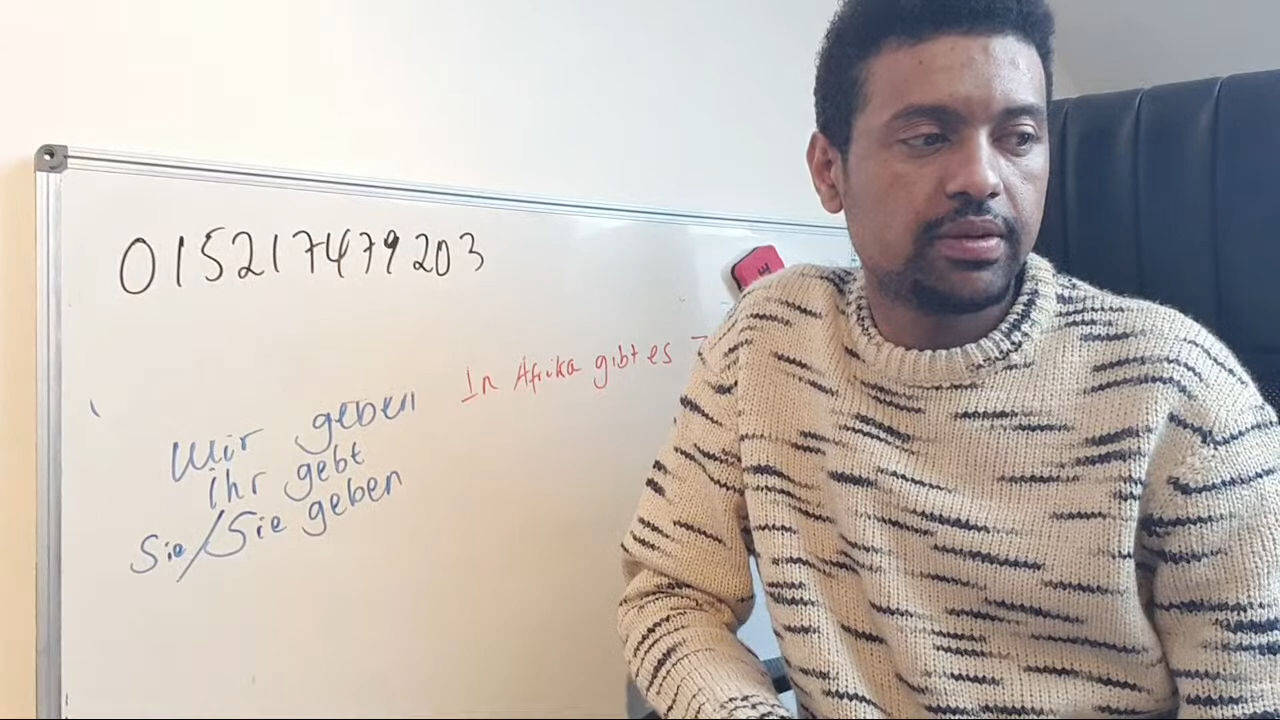 015217479203
In Afrika gibt es
Wir geben
ihr gebt
Sie/Sie geben